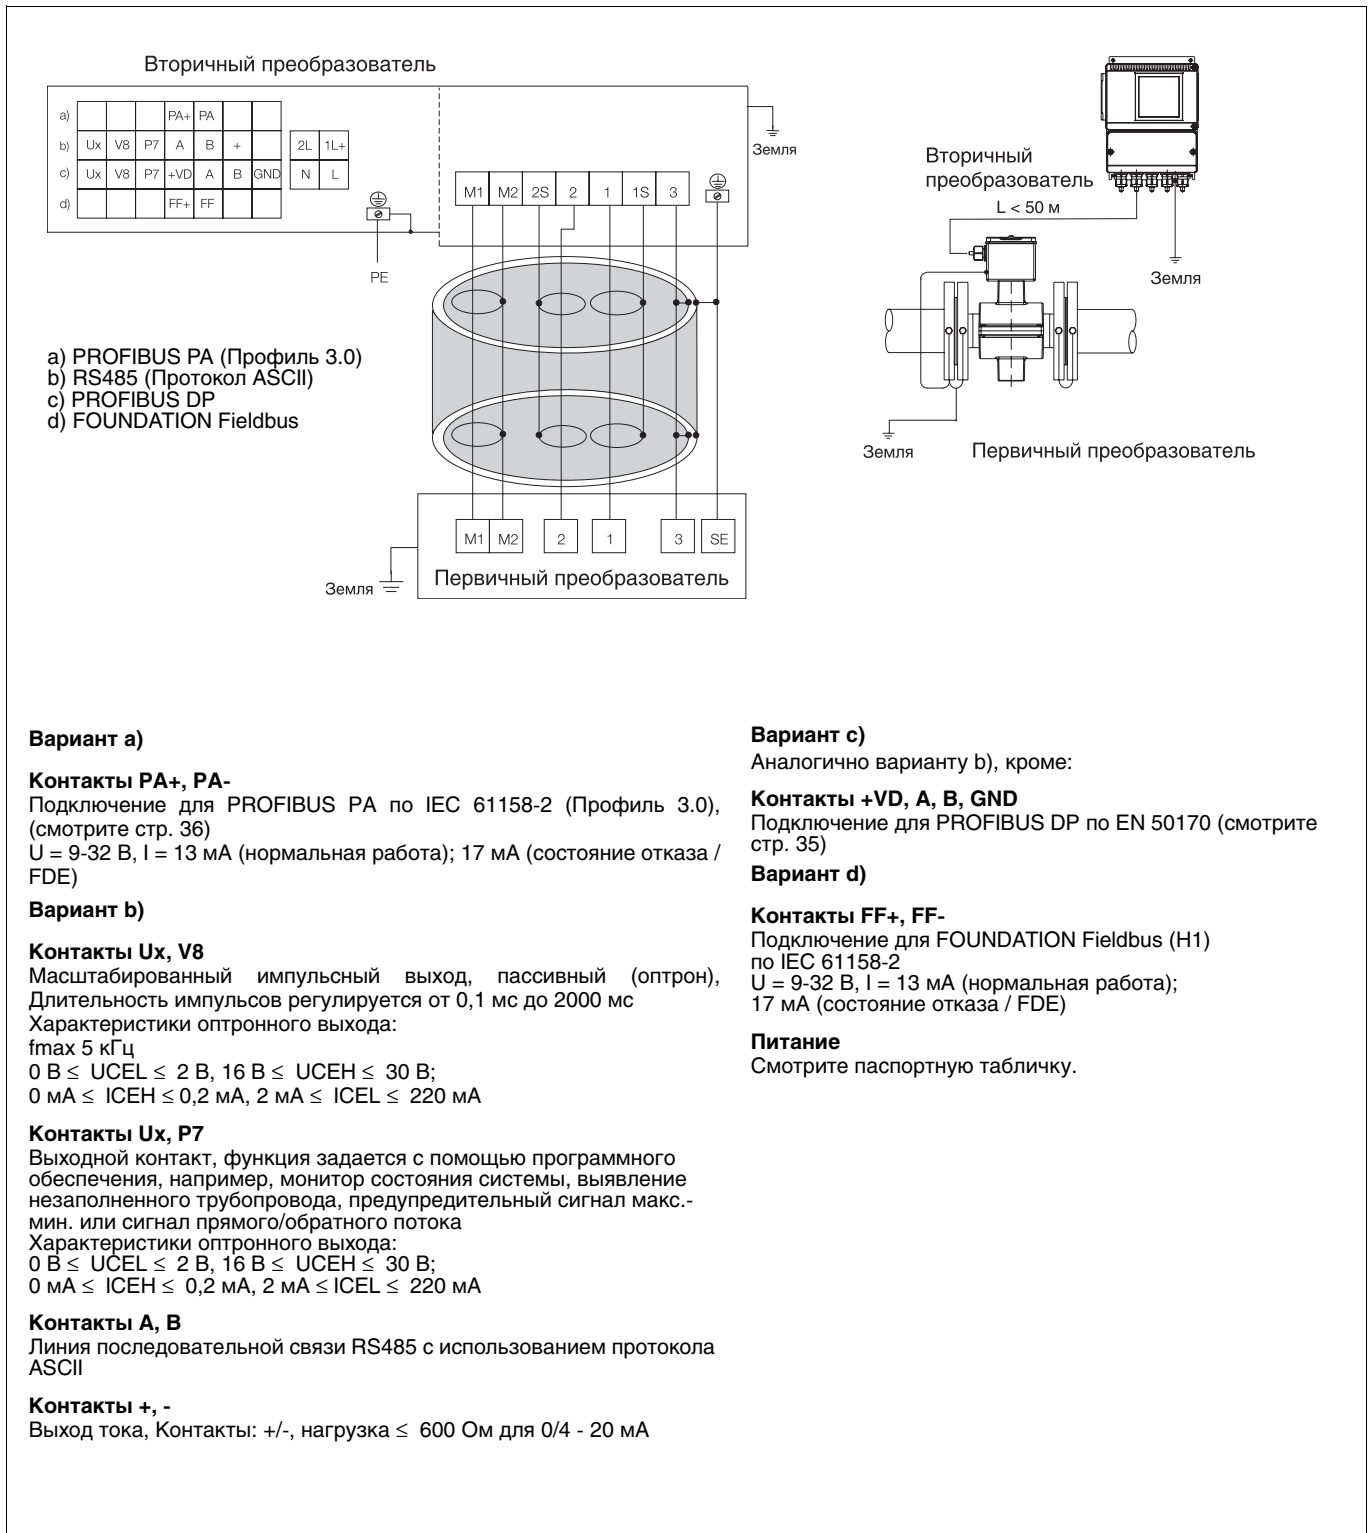 Вторичный преобразователь
a) PA+ PA
b) Ux V8 P7 A B + 2L 1L+
c) Ux V8 P7 +VD A B GND N L
d) FF+ FF
PE
M1 M2 2S 2 1 1S 3
Земля
a) PROFIBUS PA (Профиль 3.0)
b) RS485 (Протокол ASCII)
c) PROFIBUS DP
d) FOUNDATION Fieldbus
M1 M2 2 1 3 SE
Земля
Первичный преобразователь
Вторичный
преобразователь
L < 50 м
Земля
Земля
Первичный преобразователь
Вариант a)
Контакты PA+, PA-
Подключение для PROFIBUS PA по IEC 61158-2 (Профиль 3.0),
(смотрите стр. 36)
U = 9-32 В, I = 13 мА (нормальная работа); 17 мА (состояние отказа /
FDE)
Вариант b)
Контакты Ux, V8
Масштабированный импульсный выход, пассивный (оптрон),
Длительность импульсов регулируется от 0,1 мс до 2000 мс
Характеристики оптронного выхода:
fmax 5 кГц
0 В ≤ UCEL ≤ 2 В, 16 В ≤ UCEH ≤ 30 В;
0 мА ≤ ICEH ≤ 0,2 мА, 2 мА ≤ ICEL ≤ 220 мА
Контакты Ux, P7
Выходной контакт, функция задается с помощью программного
обеспечения, например, монитор состояния системы, выявление
незаполненного трубопровода, предупредительный сигнал макс.-
мин. или сигнал прямого/обратного потока
Характеристики оптронного выхода:
0 В ≤ UCEL ≤ 2 В, 16 В ≤ UCEH ≤ 30 В;
0 мА ≤ ICEH ≤ 0,2 мА, 2 мА ≤ ICEL ≤ 220 мА
Контакты A, B
Линия последовательной связи RS485 с использованием протокола
ASCII
Контакты +, -
Выход тока, Контакты: +/-, нагрузка ≤ 600 Ом для 0/4 - 20 мА
Вариант c)
Аналогично варианту b), кроме:
Контакты +VD, A, B, GND
Подключение для PROFIBUS DP по EN 50170 (смотрите
стр. 35)
Вариант d)
Контакты FF+, FF-
Подключение для FOUNDATION Fieldbus (H1)
по IEC 61158-2
U = 9-32 В, I = 13 мА (нормальная работа);
17 мА (состояние отказа / FDE)
Питание
Смотрите паспортную табличку.